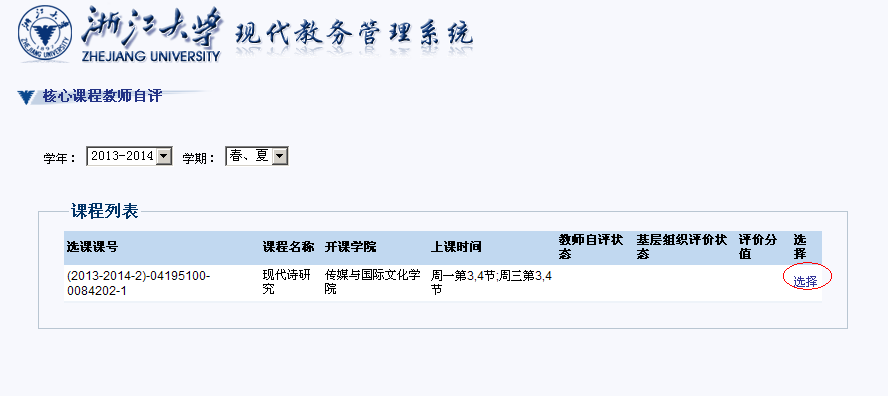 浙江大学 现代教务管理系统
ZHEJIANG UNIVERSITY
核心课程教师自评
学年： 2013-2014 学期： 春、夏
课程列表
选课课号 课程名称 开课学院 上课时间 教师自评状态 基层组织评价状态 评价分值 选择
(2013-2014-2)-04195100-
0084202-1
现代诗研
究
传媒与国际文化学
院
周一第3,4节;周三第3,4
节
选择